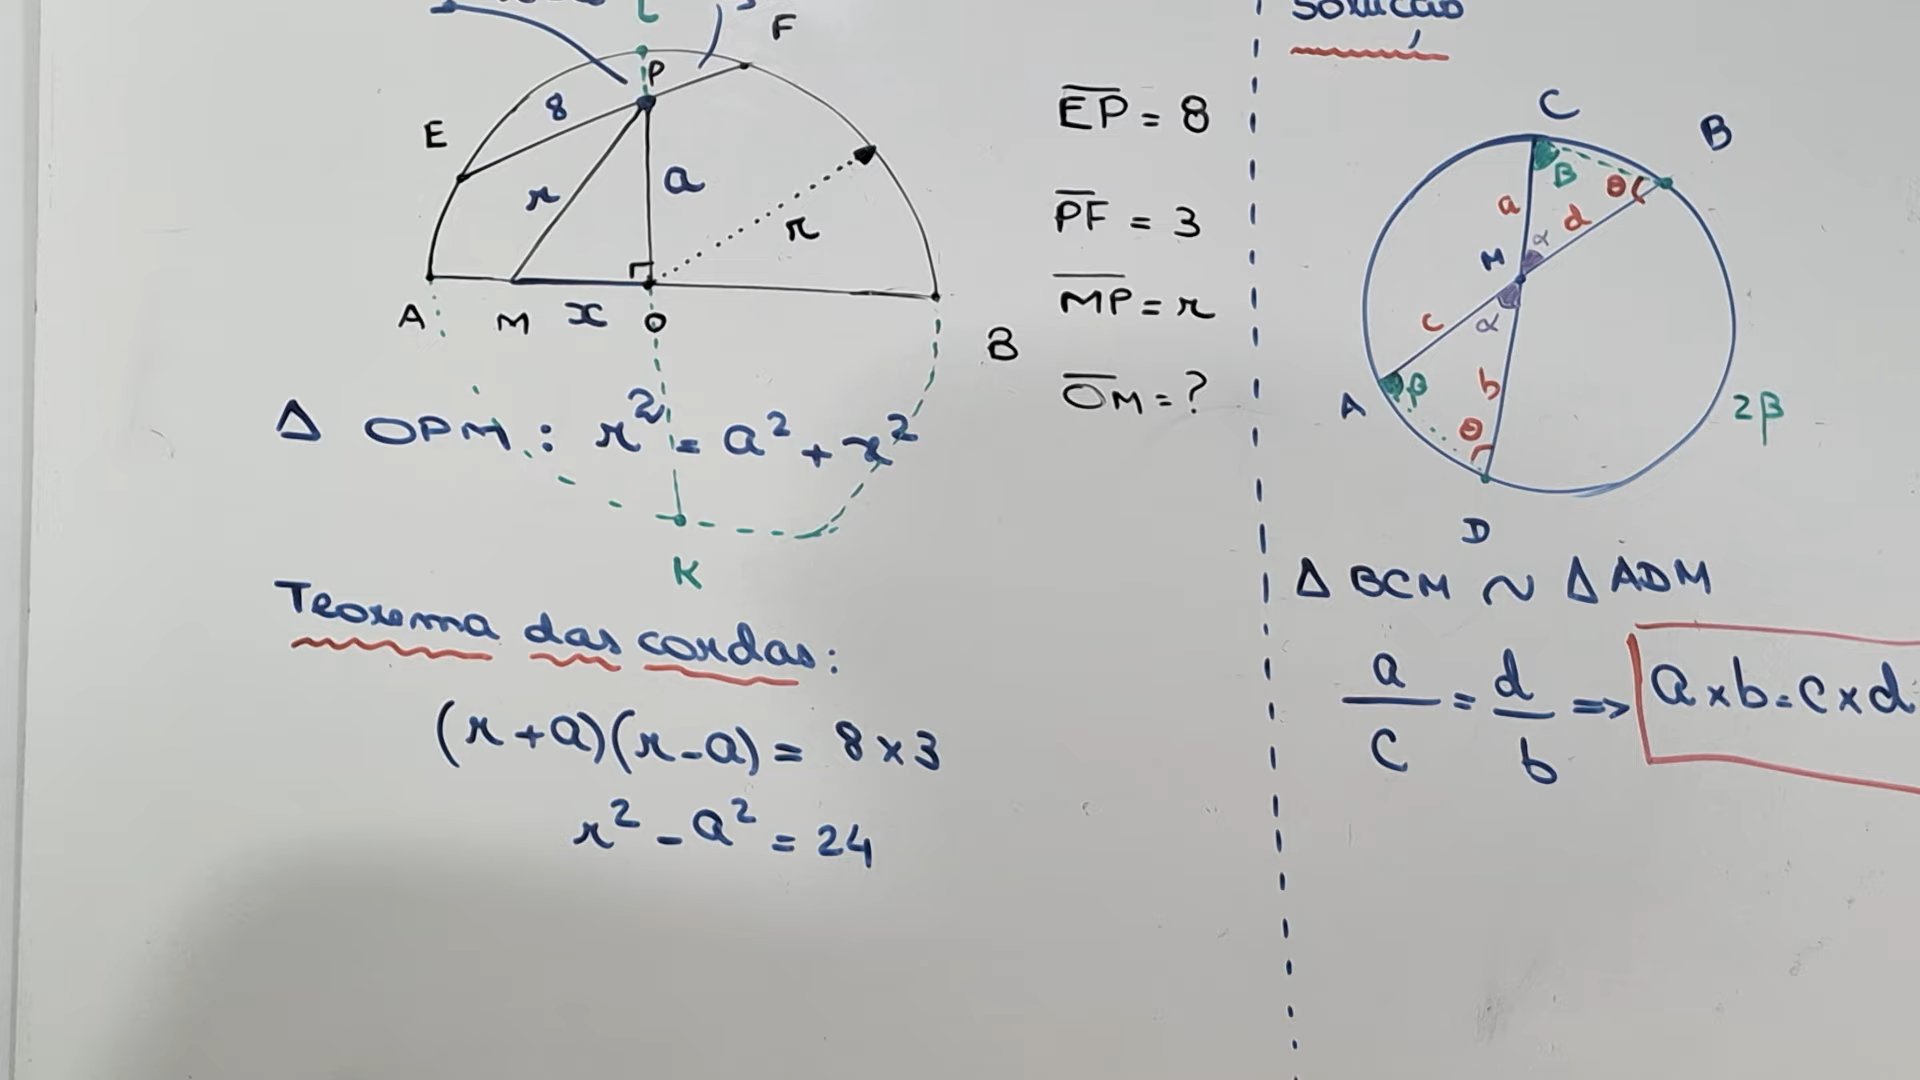 L
F
P
8
E
r
a
r
A
M
x
O
B
K
EP = 8
PF = 3
MP = r
OM = ?
Δ OPM : r² = a² + x²
Teorema das cordas:
(r+a)(r-a) = 8 x 3
r² - a² = 24
Solução
C
B
β
θ
a
d
α
M
c
α
A
β
b
θ
2β
D
Δ BCM ~ Δ ADM
a/c = d/b => a x b = c x d